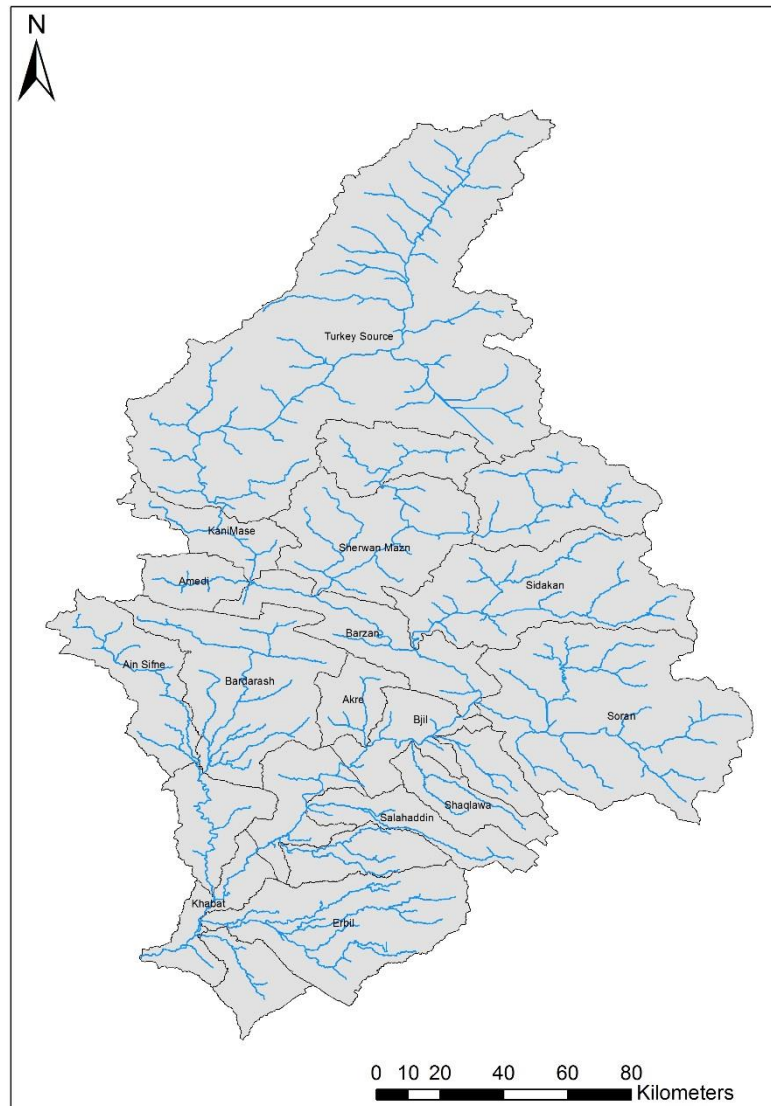 N
Turkey Source
KaniMase
Sherwan Mazn
Amedi
Sidakan
Barzan
Ain Sifne
Bardarash
Akre
Bjil
Soran
Shaqlawa
Salahaddin
Khabat
Erbil
0 10 20 40 60 80
Kilometers